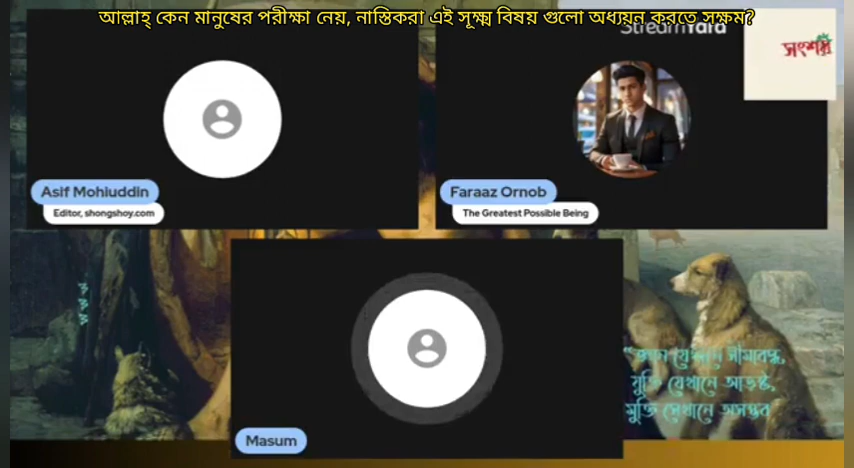 আল্লাহ্ কেন মানুষের পরীক্ষা নেয়, নাস্তিকরা এই সূক্ষ্ম বিষয় গুলো অধ্যয়ন করতে সক্ষম?
StreamYard
সংশয়
Asif Mohiuddin
Editor, shongshoy.com
Faraaz Ornob
The Greatest Possible Being
"জ্ঞান যেখানে সীমাবদ্ধ,
যুক্তি যেখানে আড়ষ্ট,
মুক্তি সেখানে অসম্ভব
Masum